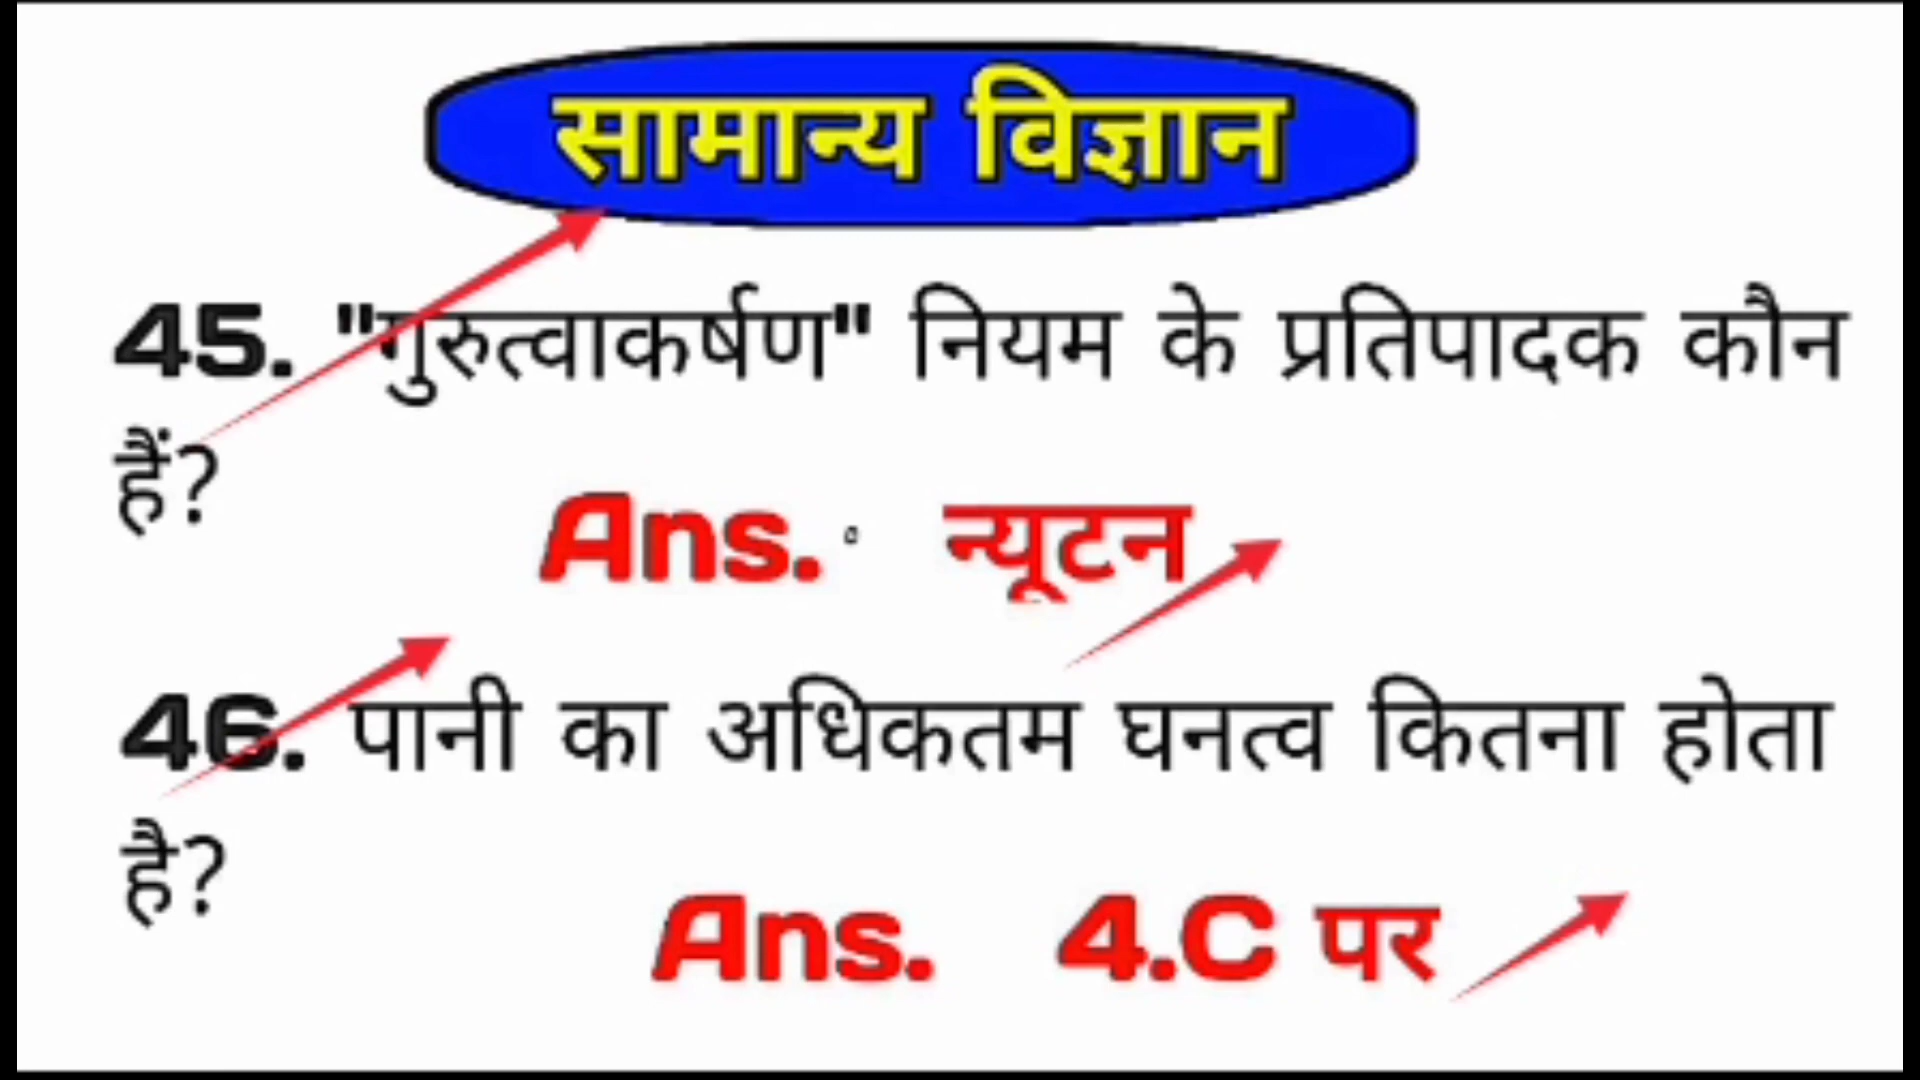 सामान्य विज्ञान
45. "गुरुत्वाकर्षण" नियम के प्रतिपादक कौन
हैं?
Ans. न्यूटन
46. पानी का अधिकतम घनत्व कितना होता
है?
Ans. 4.C पर